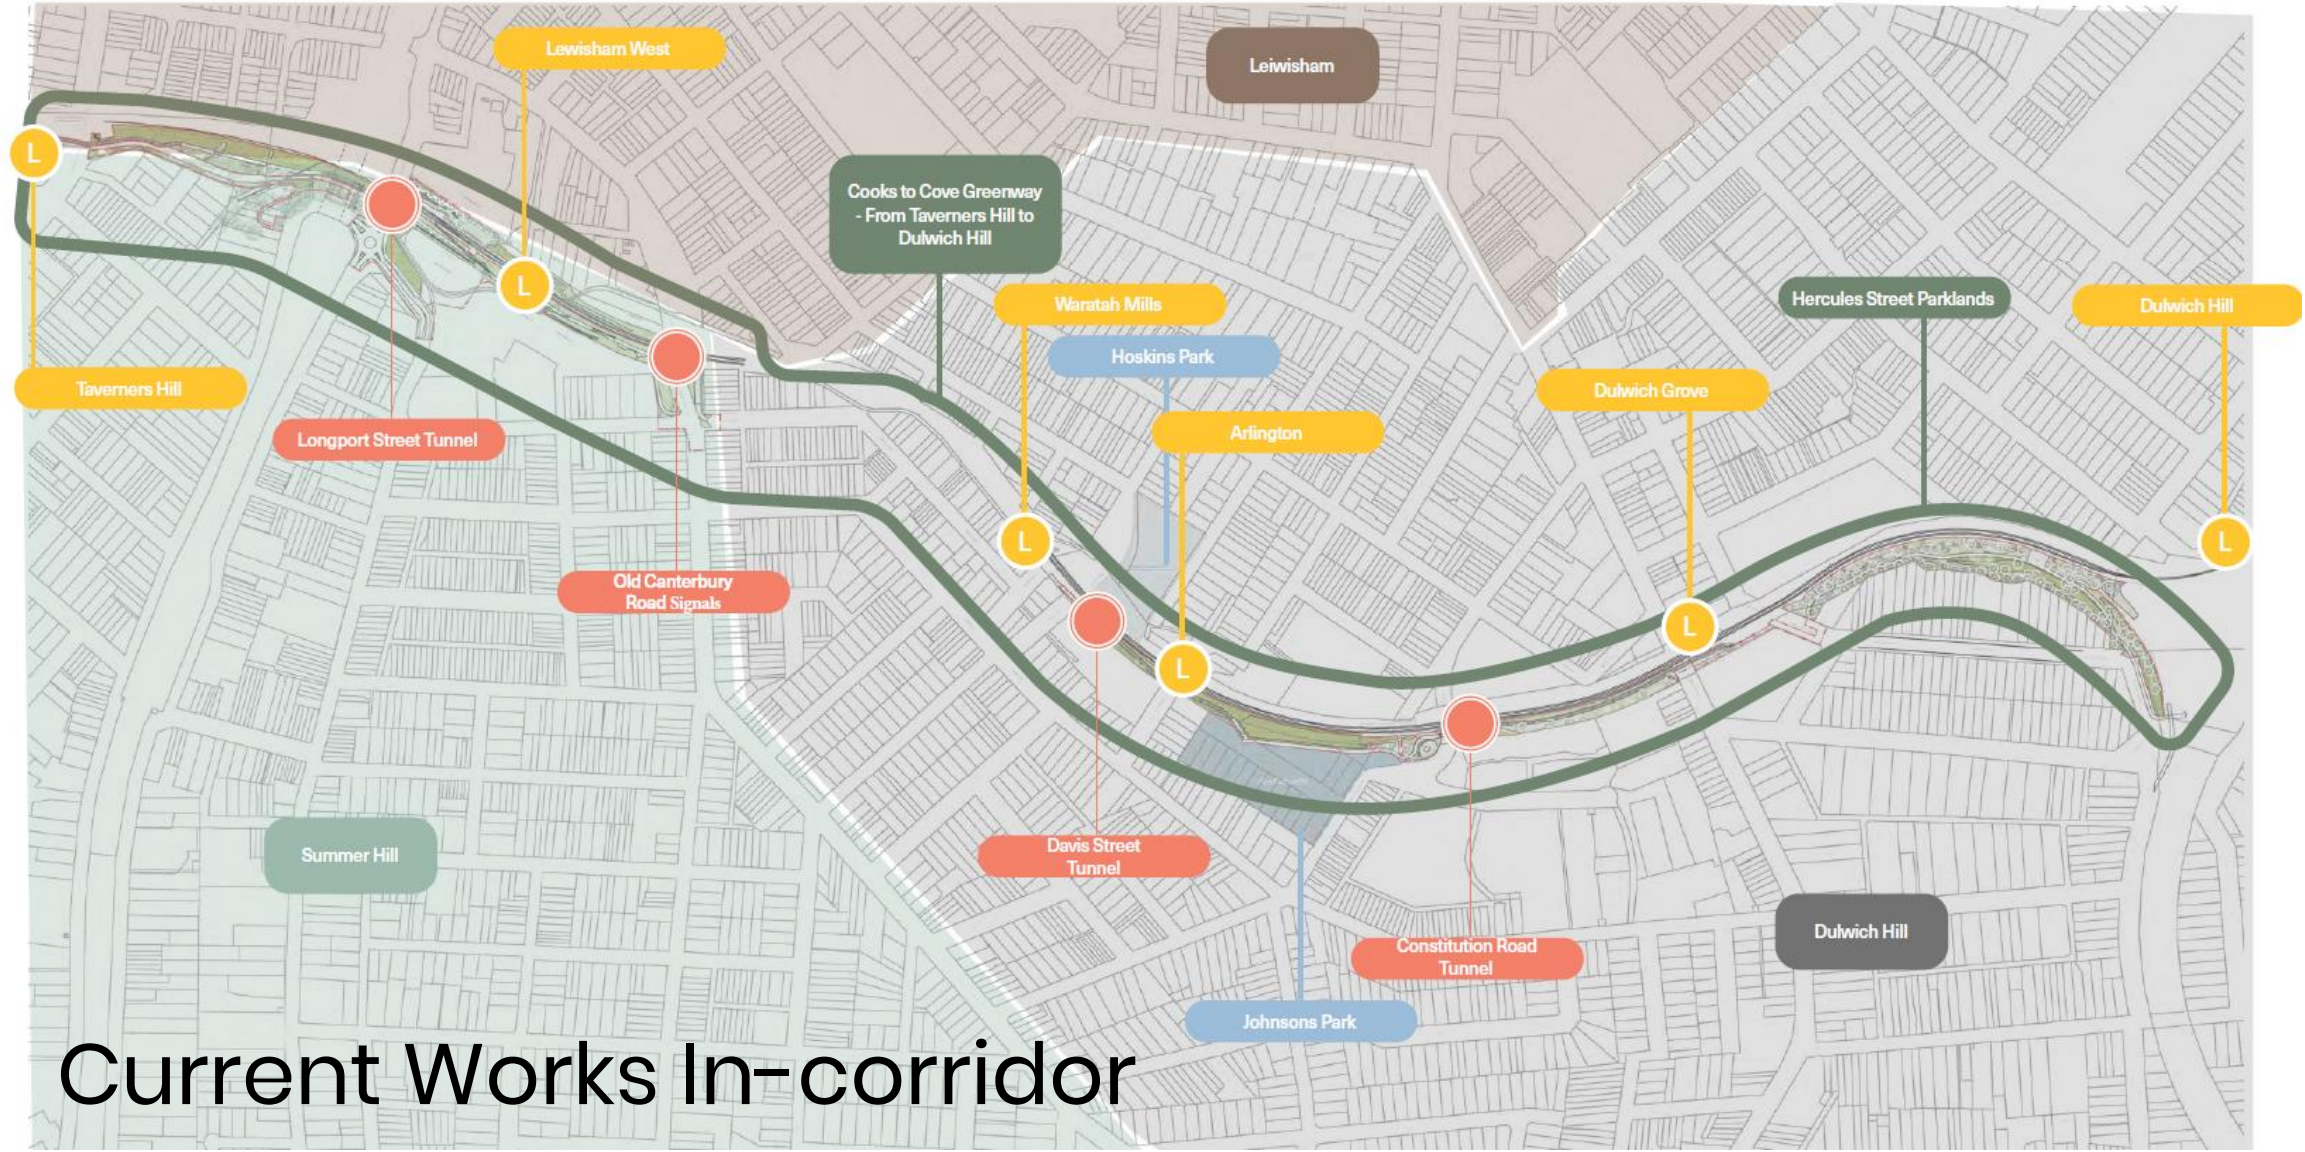 Lewisham West
Leiwisham
L
Cooks to Cove Greenway
- From Taverners Hill to
Dulwich Hill
L
Waratah Mills
Hercules Street Parklands
Dulwich Hill
Hoskins Park
Taverners Hill
Dulwich Grove
Longport Street Tunnel
Arlington
L
L
Old Canterbury
Road Signals
L
L
Davis Street
Tunnel
Summer Hill
Constitution Road
Tunnel
Dulwich Hill
Johnsons Park
Current Works In-corridor